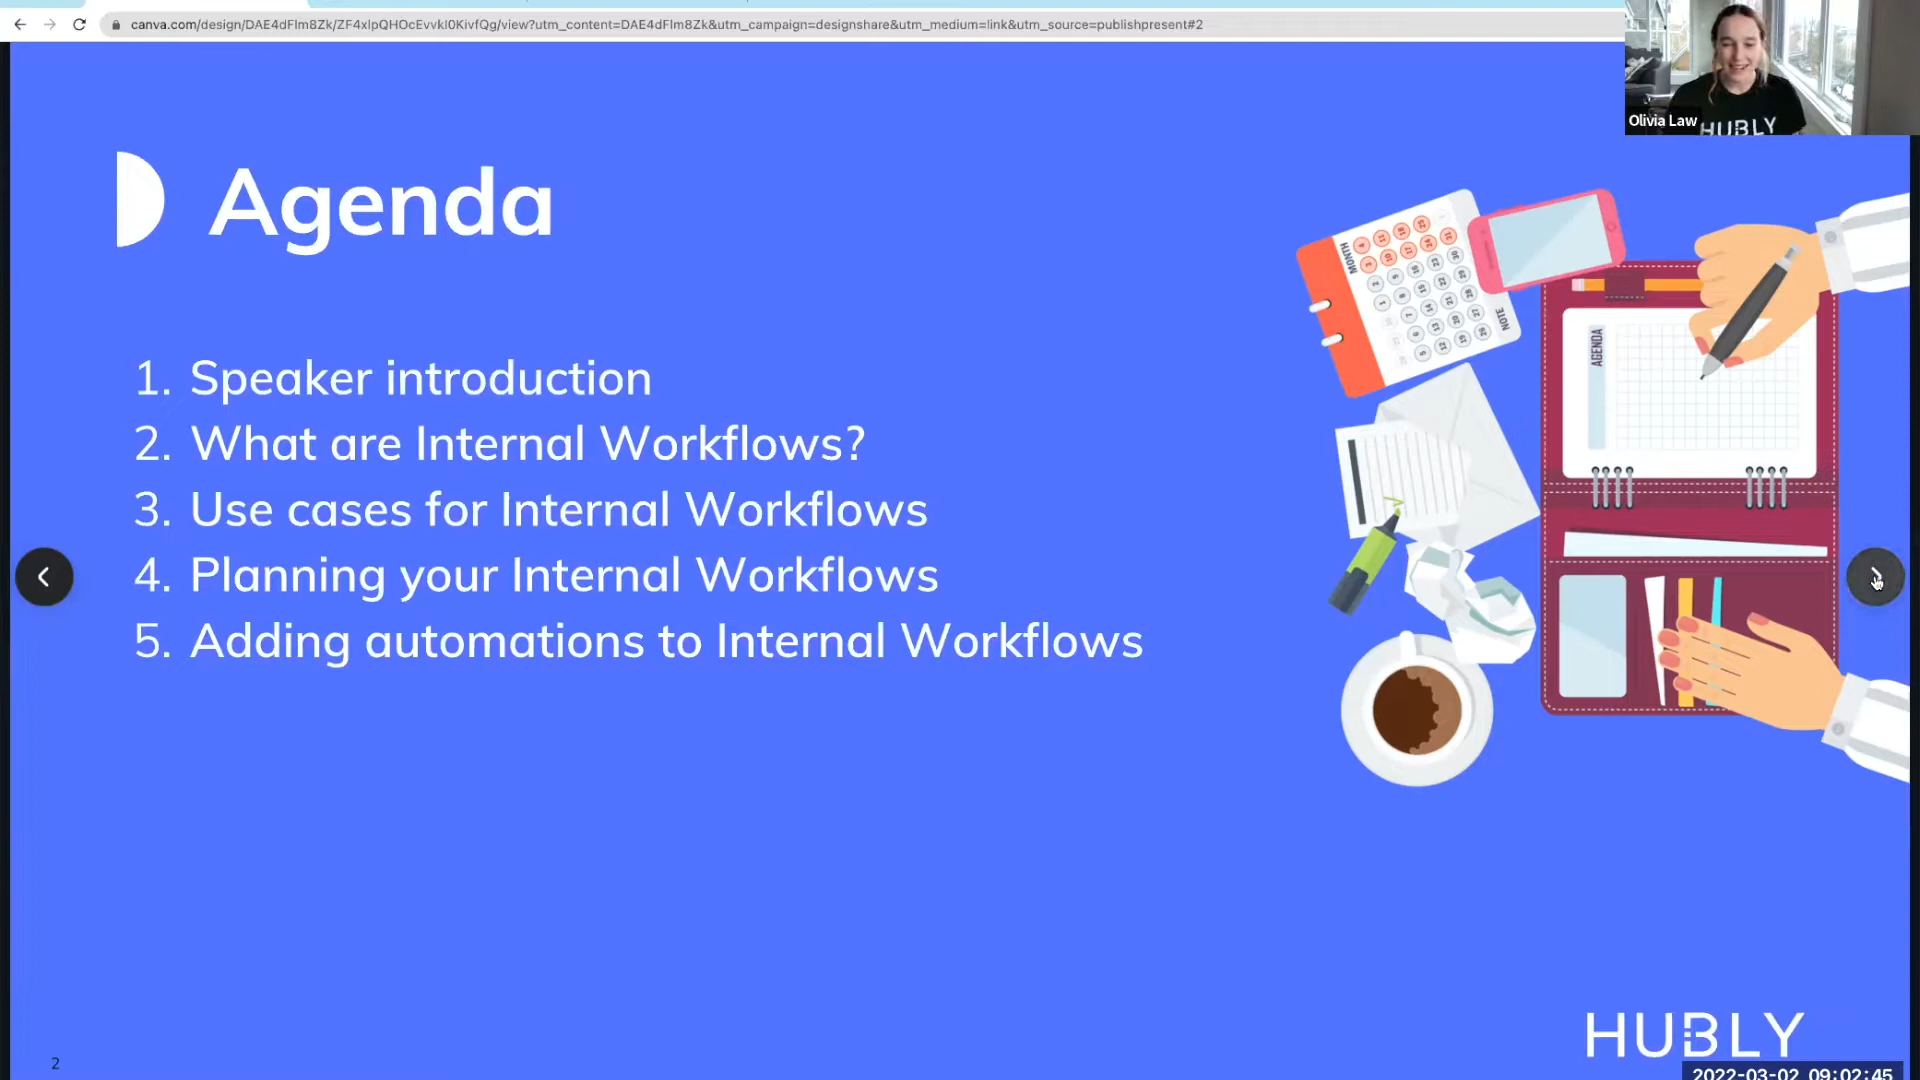 canva.com/design/DAE4dFlm8Zk/ZF4xlpQHOcEvvkl0KivfQg/view?utm_content=DAE4dFlm8Zk&utm_campaign=designshare&utm_medium=link&utm_source=publishpresent#2
HUBLY
Olivia Law
Agenda
MONTH
NOTE
AGENDA
1. Speaker introduction
2. What are Internal Workflows?
3. Use cases for Internal Workflows
4. Planning your Internal Workflows
5. Adding automations to Internal Workflows
HUBLY
2
2022-03-02 09:02:45